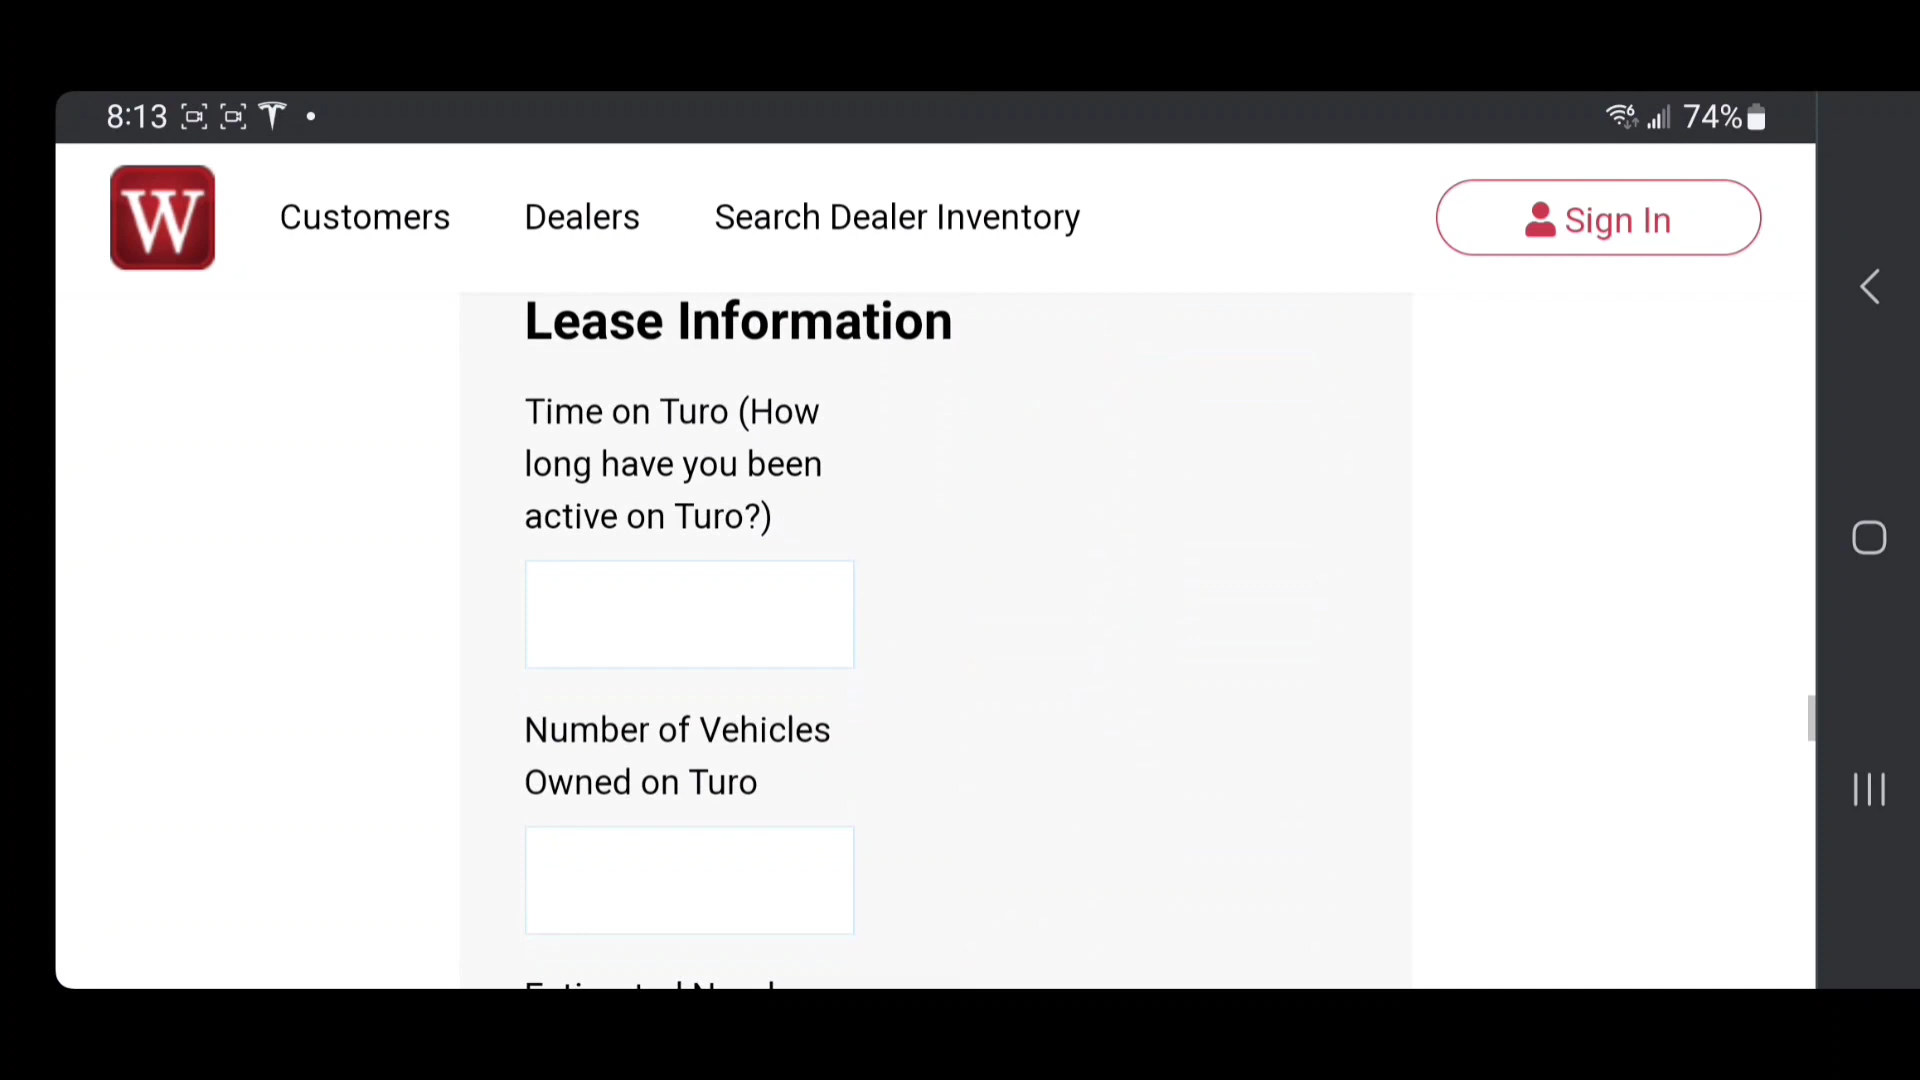 8:13
74%
W
Customers
Dealers
Search Dealer Inventory
Sign In
Lease Information
Time on Turo (How
long have you been
active on Turo?)
Number of Vehicles
Owned on Turo